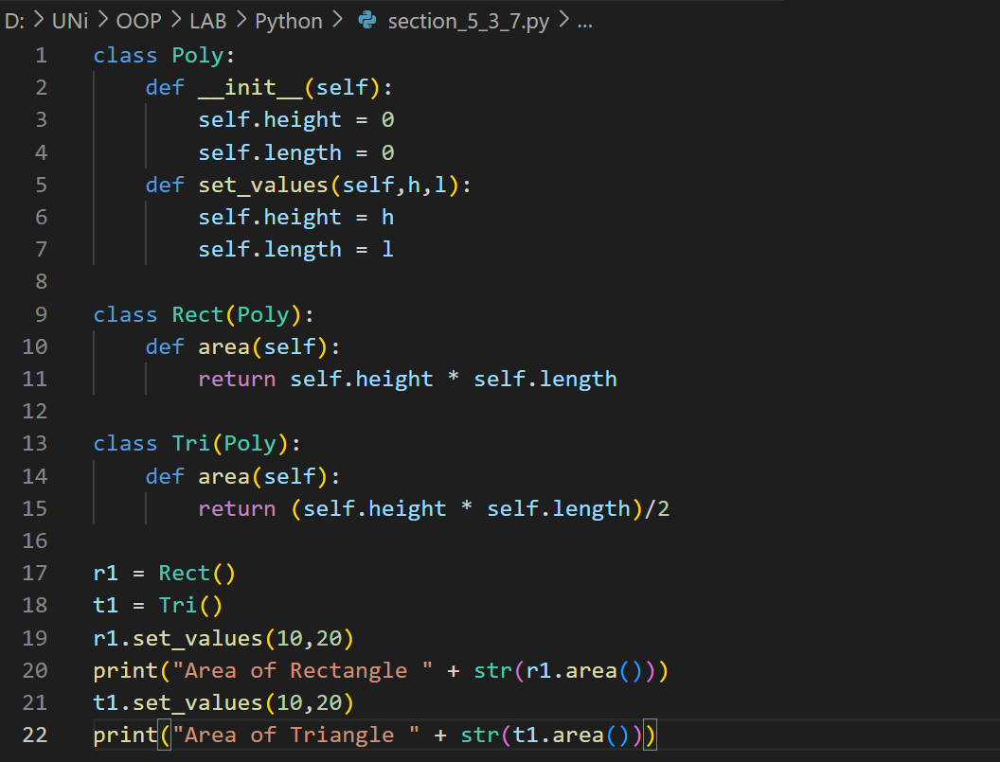 D: > UNi > OOP > LAB > Python > section_5_3_7.py > ...
1 class Poly:
2     def __init__(self):
3         self.height = 0
4         self.length = 0
5     def set_values(self,h,l):
6         self.height = h
7         self.length = l
8
9 class Rect(Poly):
10     def area(self):
11         return self.height * self.length
12
13 class Tri(Poly):
14     def area(self):
15         return (self.height * self.length)/2
16
17 r1 = Rect()
18 t1 = Tri()
19 r1.set_values(10,20)
20 print("Area of Rectangle " + str(r1.area()))
21 t1.set_values(10,20)
22 print("Area of Triangle " + str(t1.area()))